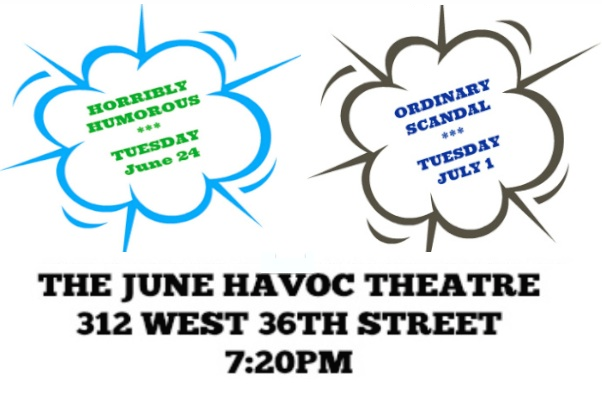 HORRIBLY
HUMOROUS
***
TUESDAY
June 24
ORDINARY
SCANDAL
***
TUESDAY
JULY 1
THE JUNE HAVOC THEATRE
312 WEST 36TH STREET
7:20PM